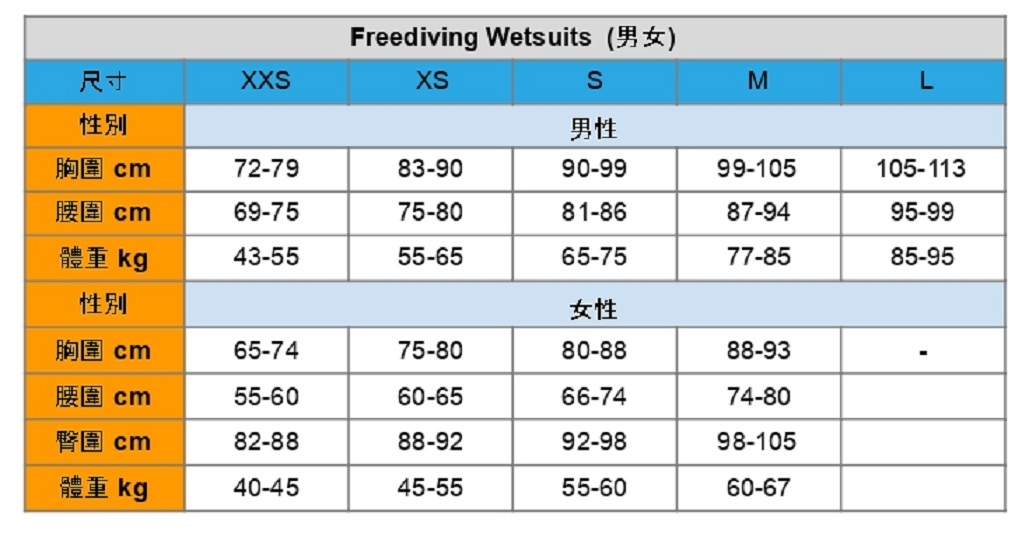 Freediving Wetsuits (男女)
尺寸 XXS XS S M L
性別 男性
胸圍 cm 72-79 83-90 90-99 99-105 105-113
腰圍 cm 69-75 75-80 81-86 87-94 95-99
體重 kg 43-55 55-65 65-75 77-85 85-95
性別 女性
胸圍 cm 65-74 75-80 80-88 88-93 -
腰圍 cm 55-60 60-65 66-74 74-80
臀圍 cm 82-88 88-92 92-98 98-105
體重 kg 40-45 45-55 55-60 60-67